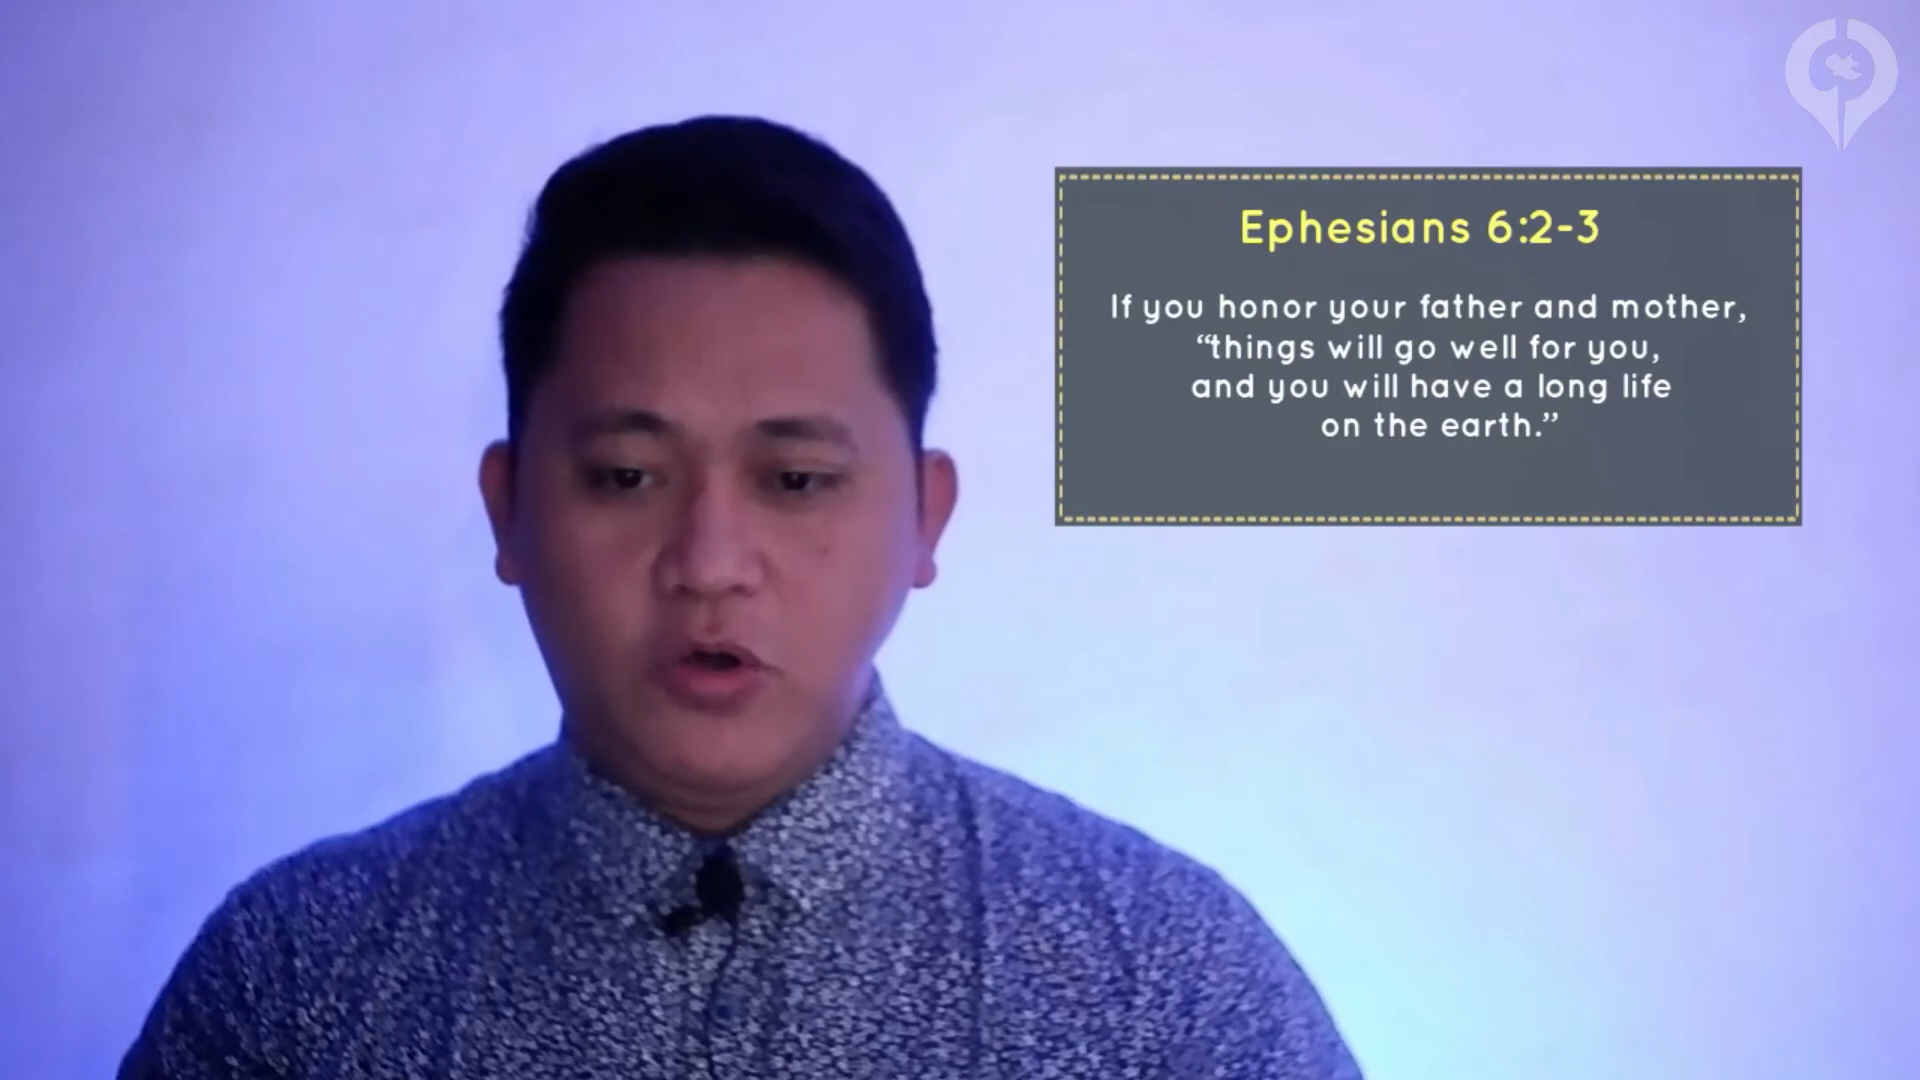 Ephesians 6:2-3
If you honor your father and mother,
“things will go well for you,
and you will have a long life
on the earth.”